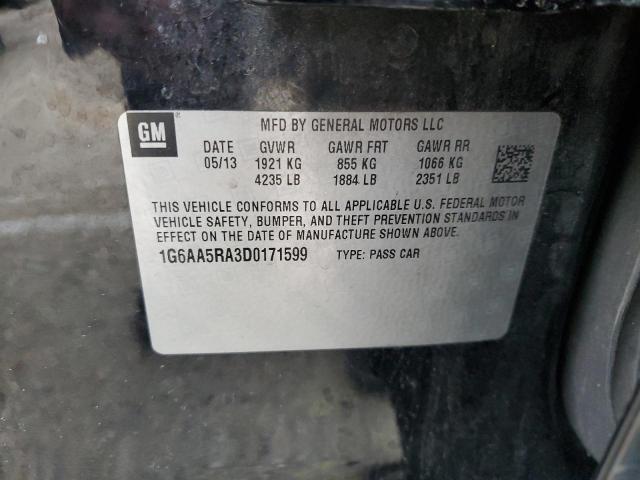 GM
MFD BY GENERAL MOTORS LLC
DATE GVWR GAWR FRT GAWR RR
05/13 1921 KG 855 KG 1066 KG
4235 LB 1884 LB 2351 LB
THIS VEHICLE CONFORMS TO ALL APPLICABLE U.S. FEDERAL MOTOR
VEHICLE SAFETY, BUMPER, AND THEFT PREVENTION STANDARDS IN
EFFECT ON THE DATE OF MANUFACTURE SHOWN ABOVE.
1G6AA5RA3D0171599 TYPE: PASS CAR